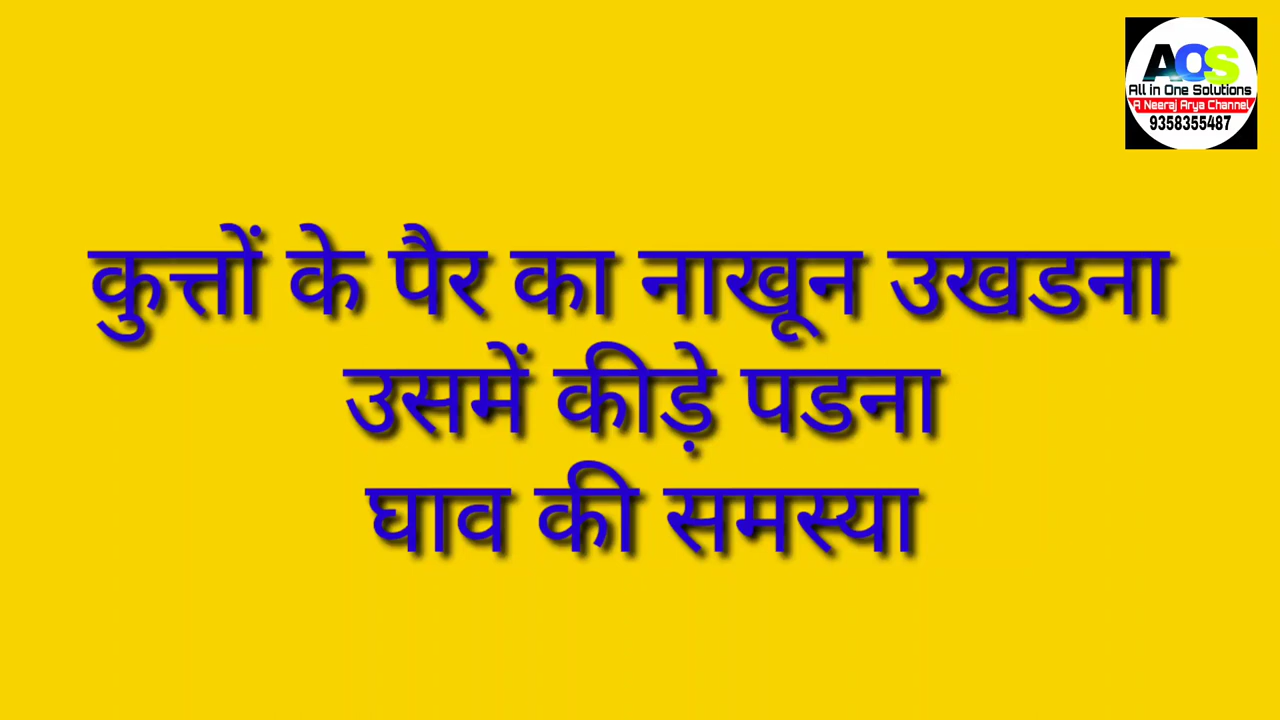 AOS
All in One Solutions
A Neeraj Arya Channel
9358355487
कुत्तों के पैर का नाखून उखडना
उसमें कीड़े पडना
घाव की समस्या